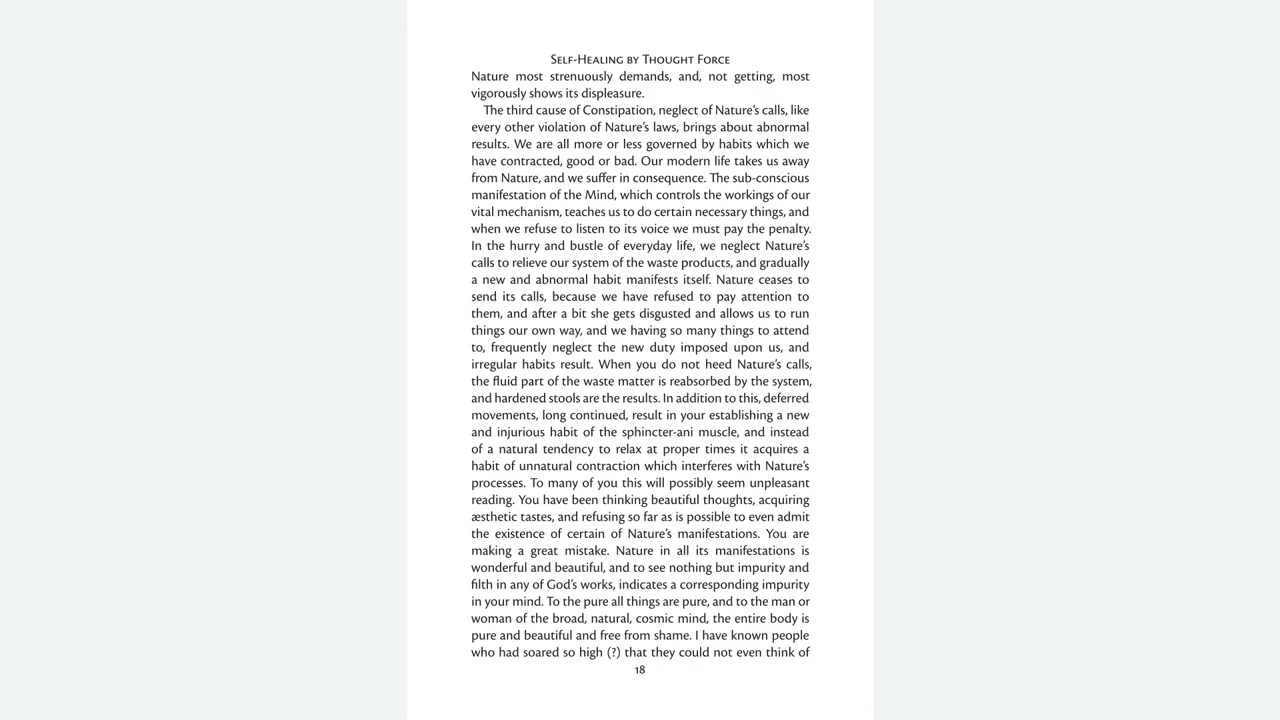 Self-Healing by Thought Force
Nature most strenuously demands, and, not getting, most
vigorously shows its displeasure.
The third cause of Constipation, neglect of Nature’s calls, like
every other violation of Nature’s laws, brings about abnormal
results. We are all more or less governed by habits which we
have contracted, good or bad. Our modern life takes us away
from Nature, and we suffer in consequence. The sub-conscious
manifestation of the Mind, which controls the workings of our
vital mechanism, teaches us to do certain necessary things, and
when we refuse to listen to its voice we must pay the penalty.
In the hurry and bustle of everyday life, we neglect Nature’s
calls to relieve our system of the waste products, and gradually
a new and abnormal habit manifests itself. Nature ceases to
send its calls, because we have refused to pay attention to
them, and after a bit she gets disgusted and allows us to run
things our own way, and we having so many things to attend
to, frequently neglect the new duty imposed upon us, and
irregular habits result. When you do not heed Nature’s calls,
the fluid part of the waste matter is reabsorbed by the system,
and hardened stools are the results. In addition to this, deferred
movements, long continued, result in your establishing a new
and injurious habit of the sphincter-ani muscle, and instead
of a natural tendency to relax at proper times it acquires a
habit of unnatural contraction which interferes with Nature’s
processes. To many of you this will possibly seem unpleasant
reading. You have been thinking beautiful thoughts, acquiring
æsthetic tastes, and refusing so far as is possible to even admit
the existence of certain of Nature’s manifestations. You are
making a great mistake. Nature in all its manifestations is
wonderful and beautiful, and to see nothing but impurity and
filth in any of God’s works, indicates a corresponding impurity
in your mind. To the pure all things are pure, and to the man or
woman of the broad, natural, cosmic mind, the entire body is
pure and beautiful and free from shame. I have known people
who had soared so high (?) that they could not even think of
18